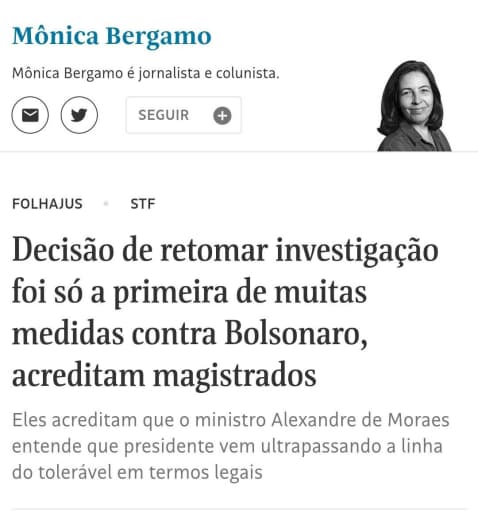 Mônica Bergamo
Mônica Bergamo é jornalista e colunista.
SEGUIR
FOLHAJUS
STF
Decisão de retomar investigação
foi só a primeira de muitas
medidas contra Bolsonaro,
acreditam magistrados
Eles acreditam que o ministro Alexandre de Moraes
entende que presidente vem ultrapassando a linha
do tolerável em termos legais